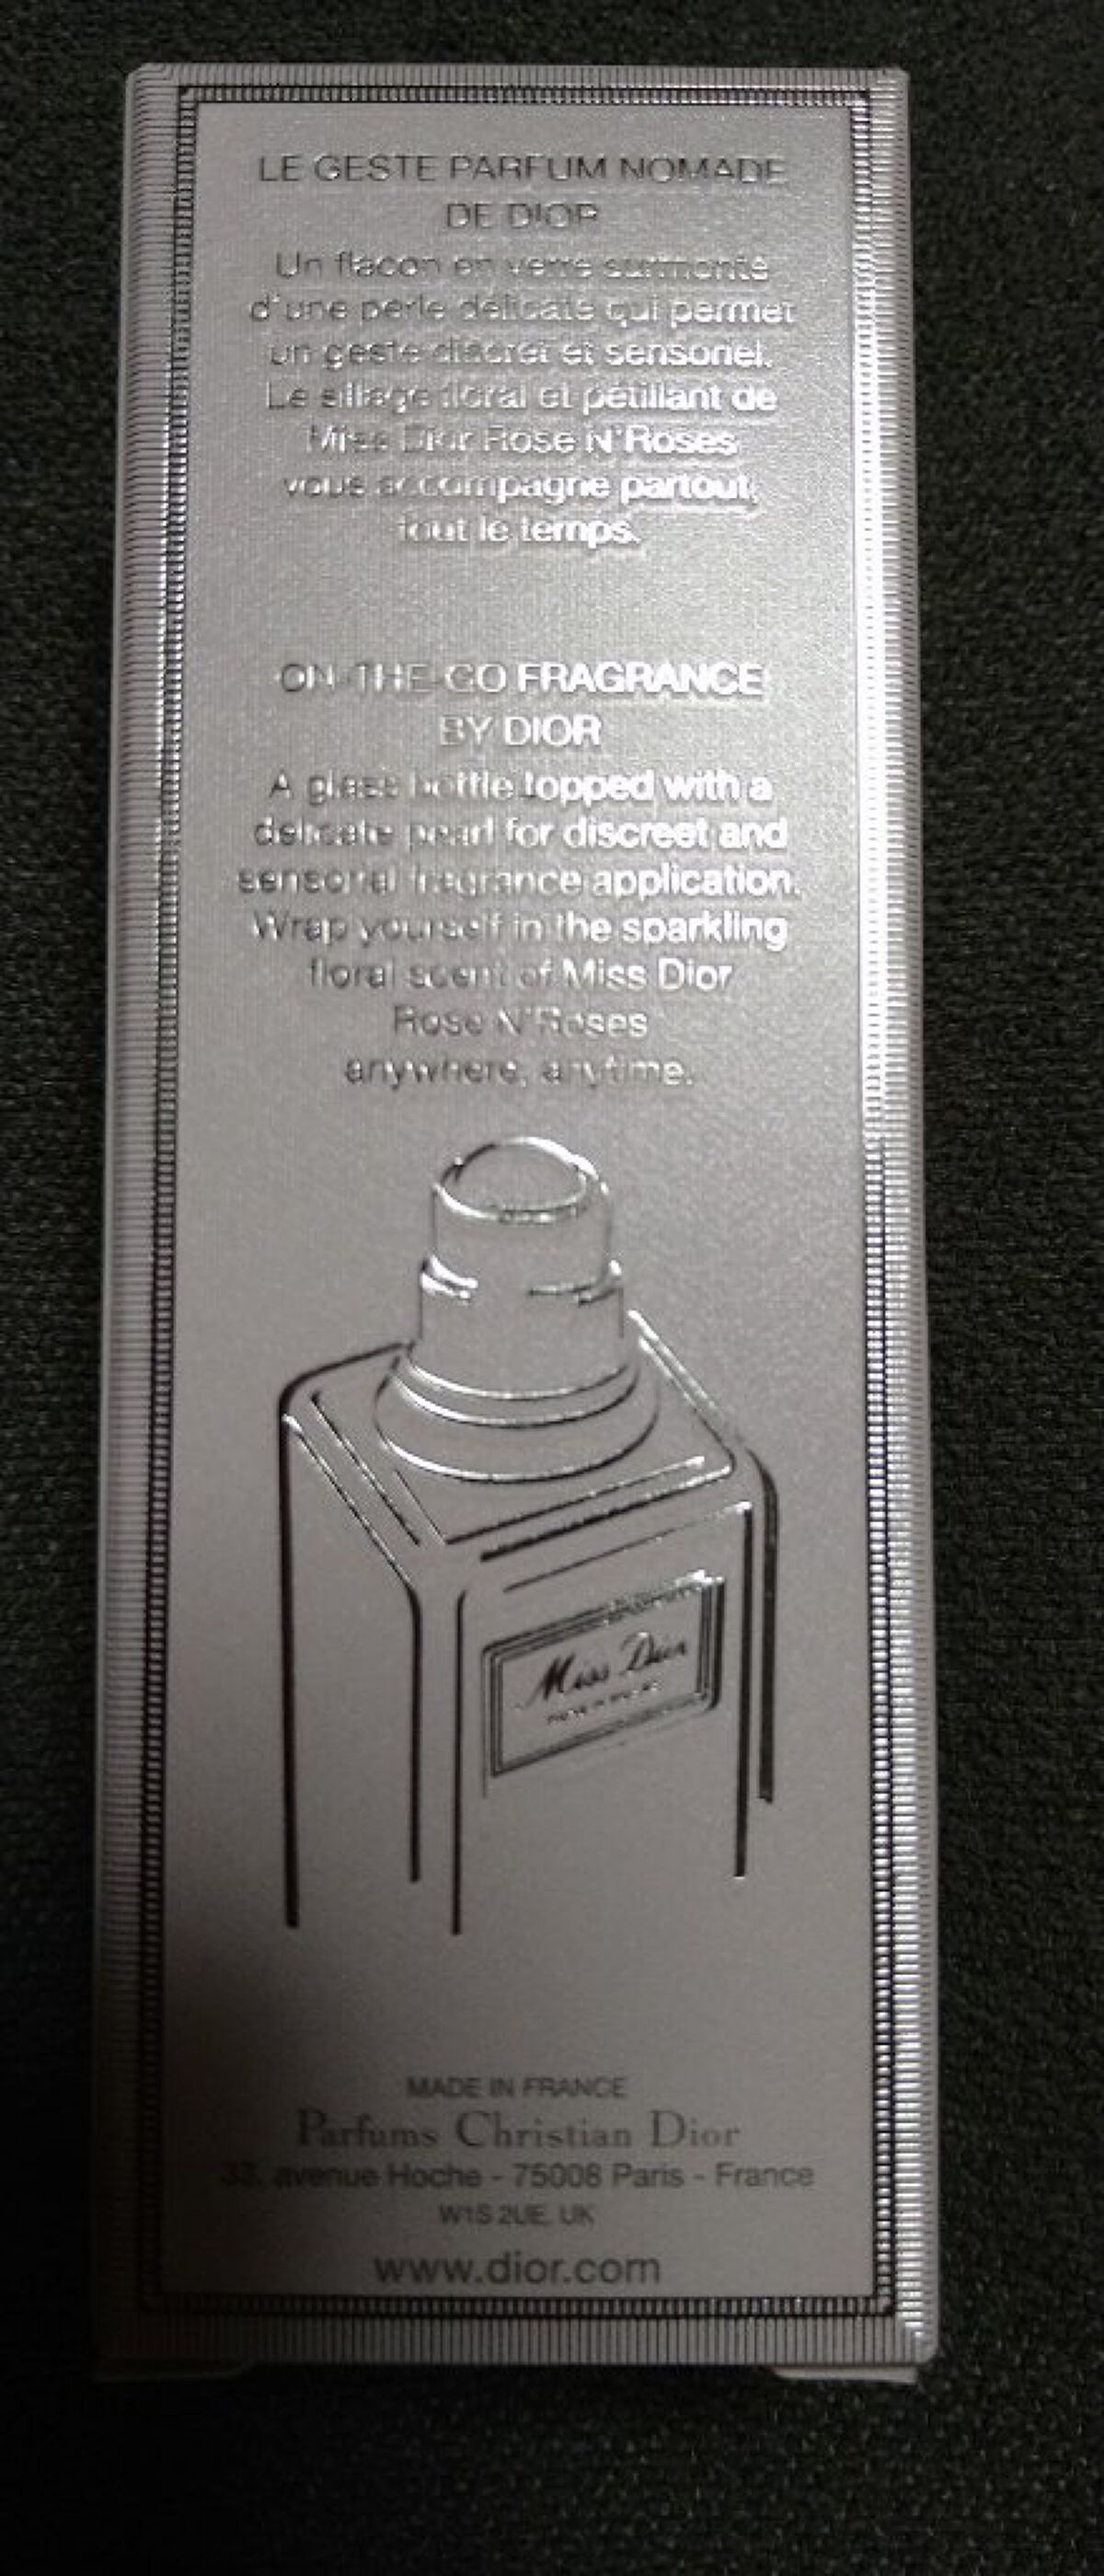 LE GESTE PARFUM NOMADE
DE DIOR
Un flacon en verre surmonté
d'une perle délicate qui permet
un geste discret et sensoriel.
Le sillage floral et pétillant de
Miss Dior Rose N'Roses
vous accompagne partout,
tout le temps.
ON-THE-GO FRAGRANCE
BY DIOR
A glass bottle topped with a
delicate pearl for discreet and
sensorial fragrance application.
Wrap yourself in the sparkling
floral scent of Miss Dior
Rose N'Roses
anywhere, anytime.
Miss Dior
MADE IN FRANCE
Parfums Christian Dior
33, avenue Hoche - 75008 Paris - France
W1S 2UE, UK
www.dior.com